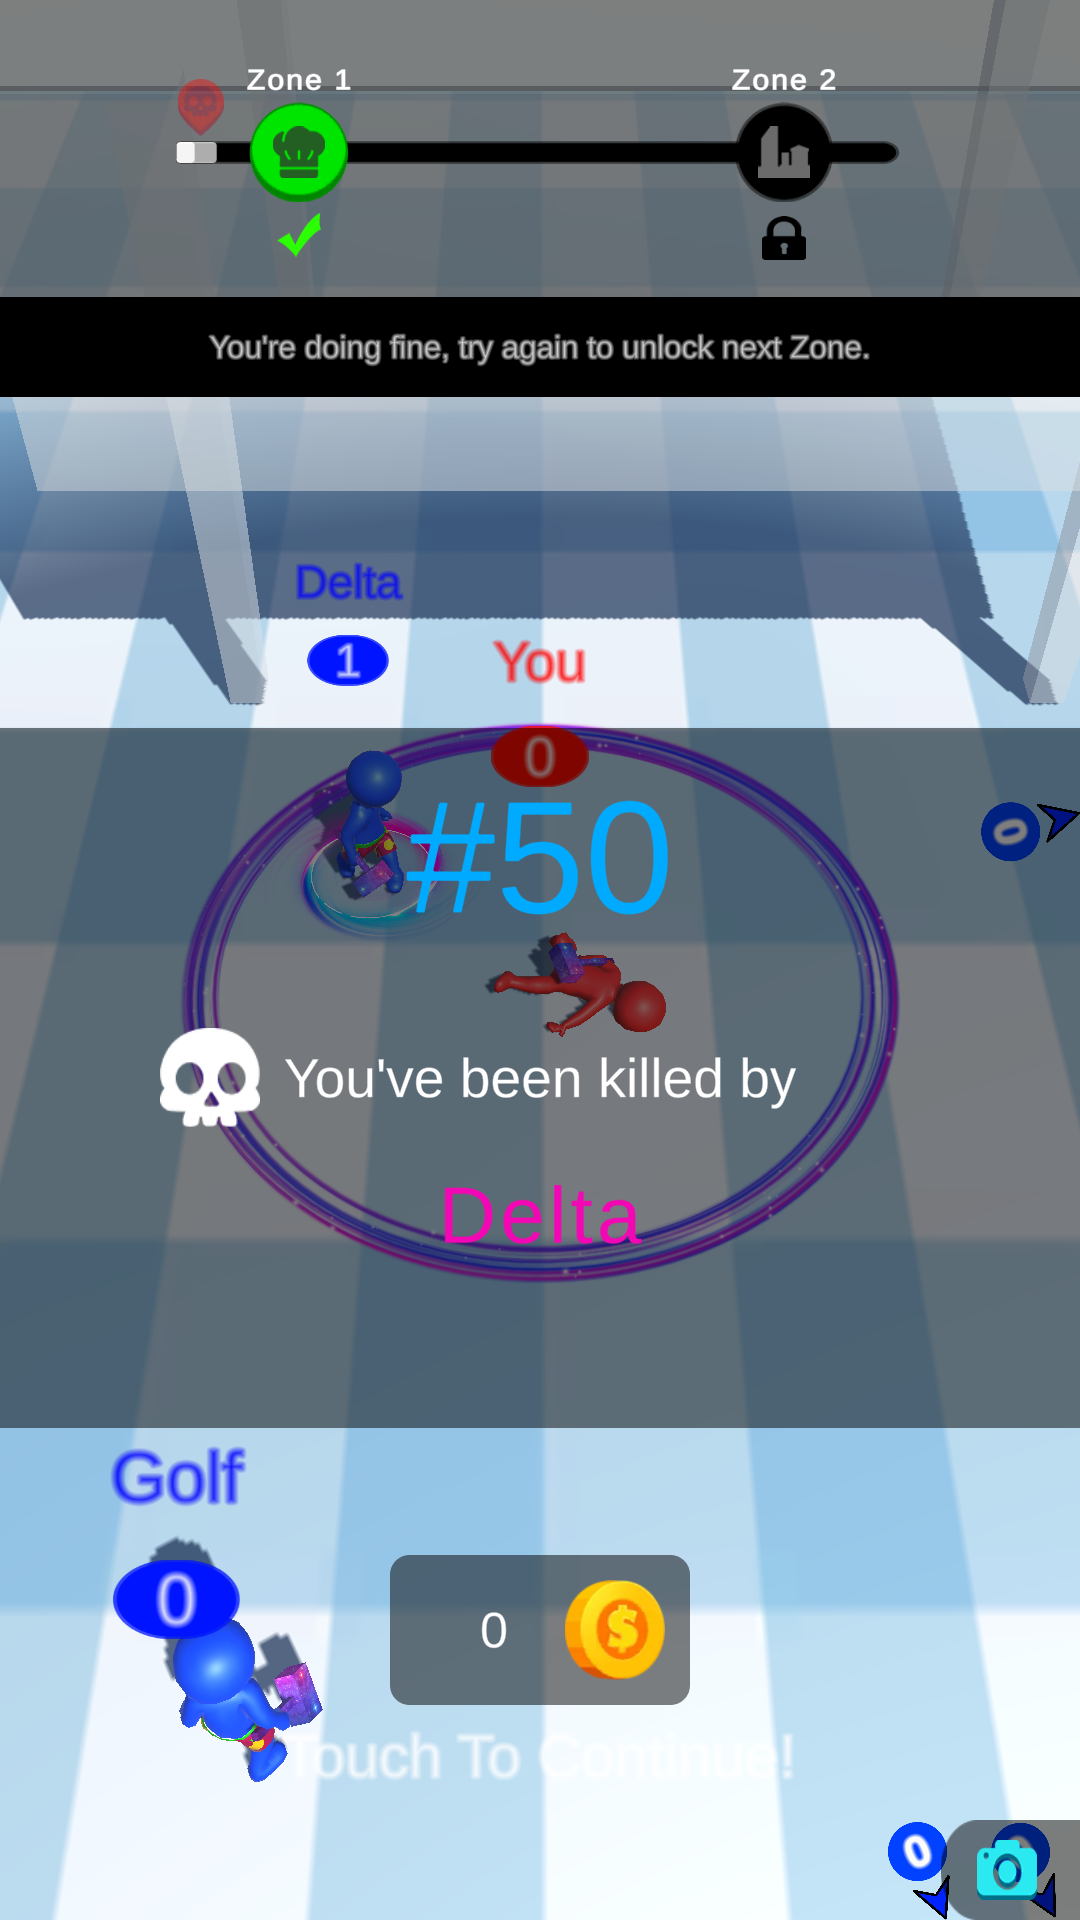 Zone 1
Zone 2
You're doing fine, try again to unlock next Zone.
Delta
1
You
0
#50
0
You've been killed by
Delta
Golf
0
0
Touch To Continue!
0